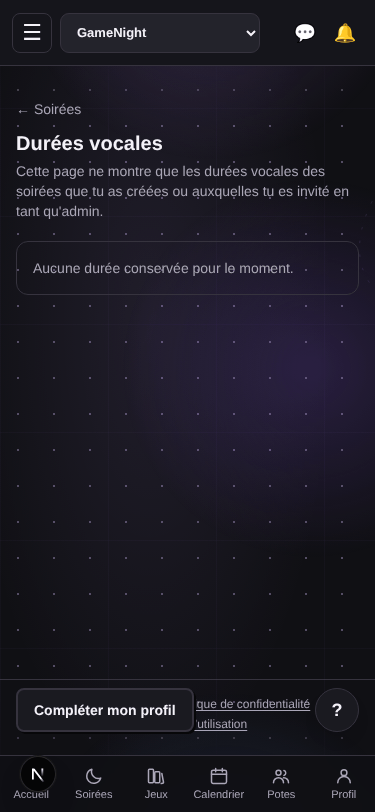 GameNight
← Soirées
Durées vocales
Cette page ne montre que les durées vocales des
soirées que tu as créées ou auxquelles tu es invité en
tant qu'admin.
Aucune durée conservée pour le moment.
Compléter mon profil
que de confidentialité
'utilisation
?
N
Accueil
Soirées
Jeux
Calendrier
Potes
Profil